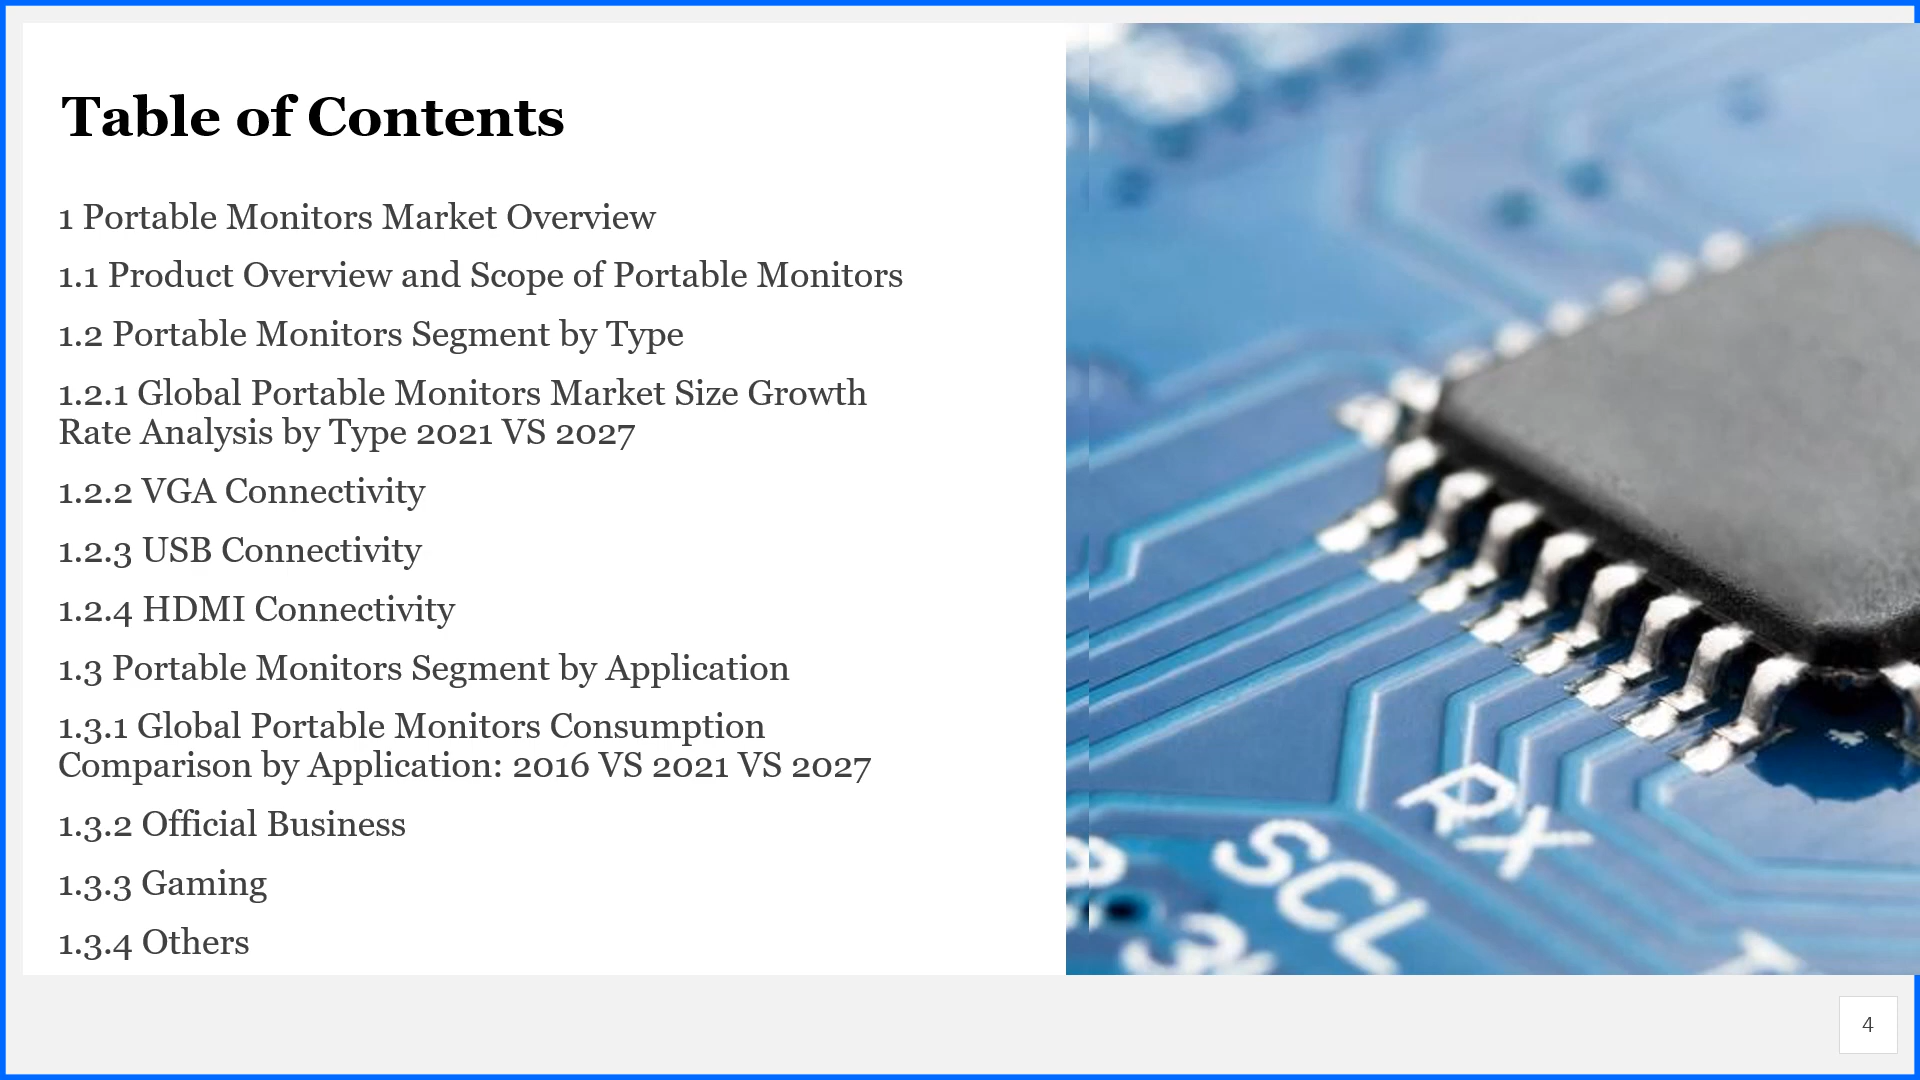 Table of Contents
1 Portable Monitors Market Overview
1.1 Product Overview and Scope of Portable Monitors
1.2 Portable Monitors Segment by Type
1.2.1 Global Portable Monitors Market Size Growth
Rate Analysis by Type 2021 VS 2027
1.2.2 VGA Connectivity
1.2.3 USB Connectivity
1.2.4 HDMI Connectivity
1.3 Portable Monitors Segment by Application
1.3.1 Global Portable Monitors Consumption
Comparison by Application: 2016 VS 2021 VS 2027
1.3.2 Official Business
1.3.3 Gaming
1.3.4 Others
RX
SCL
4